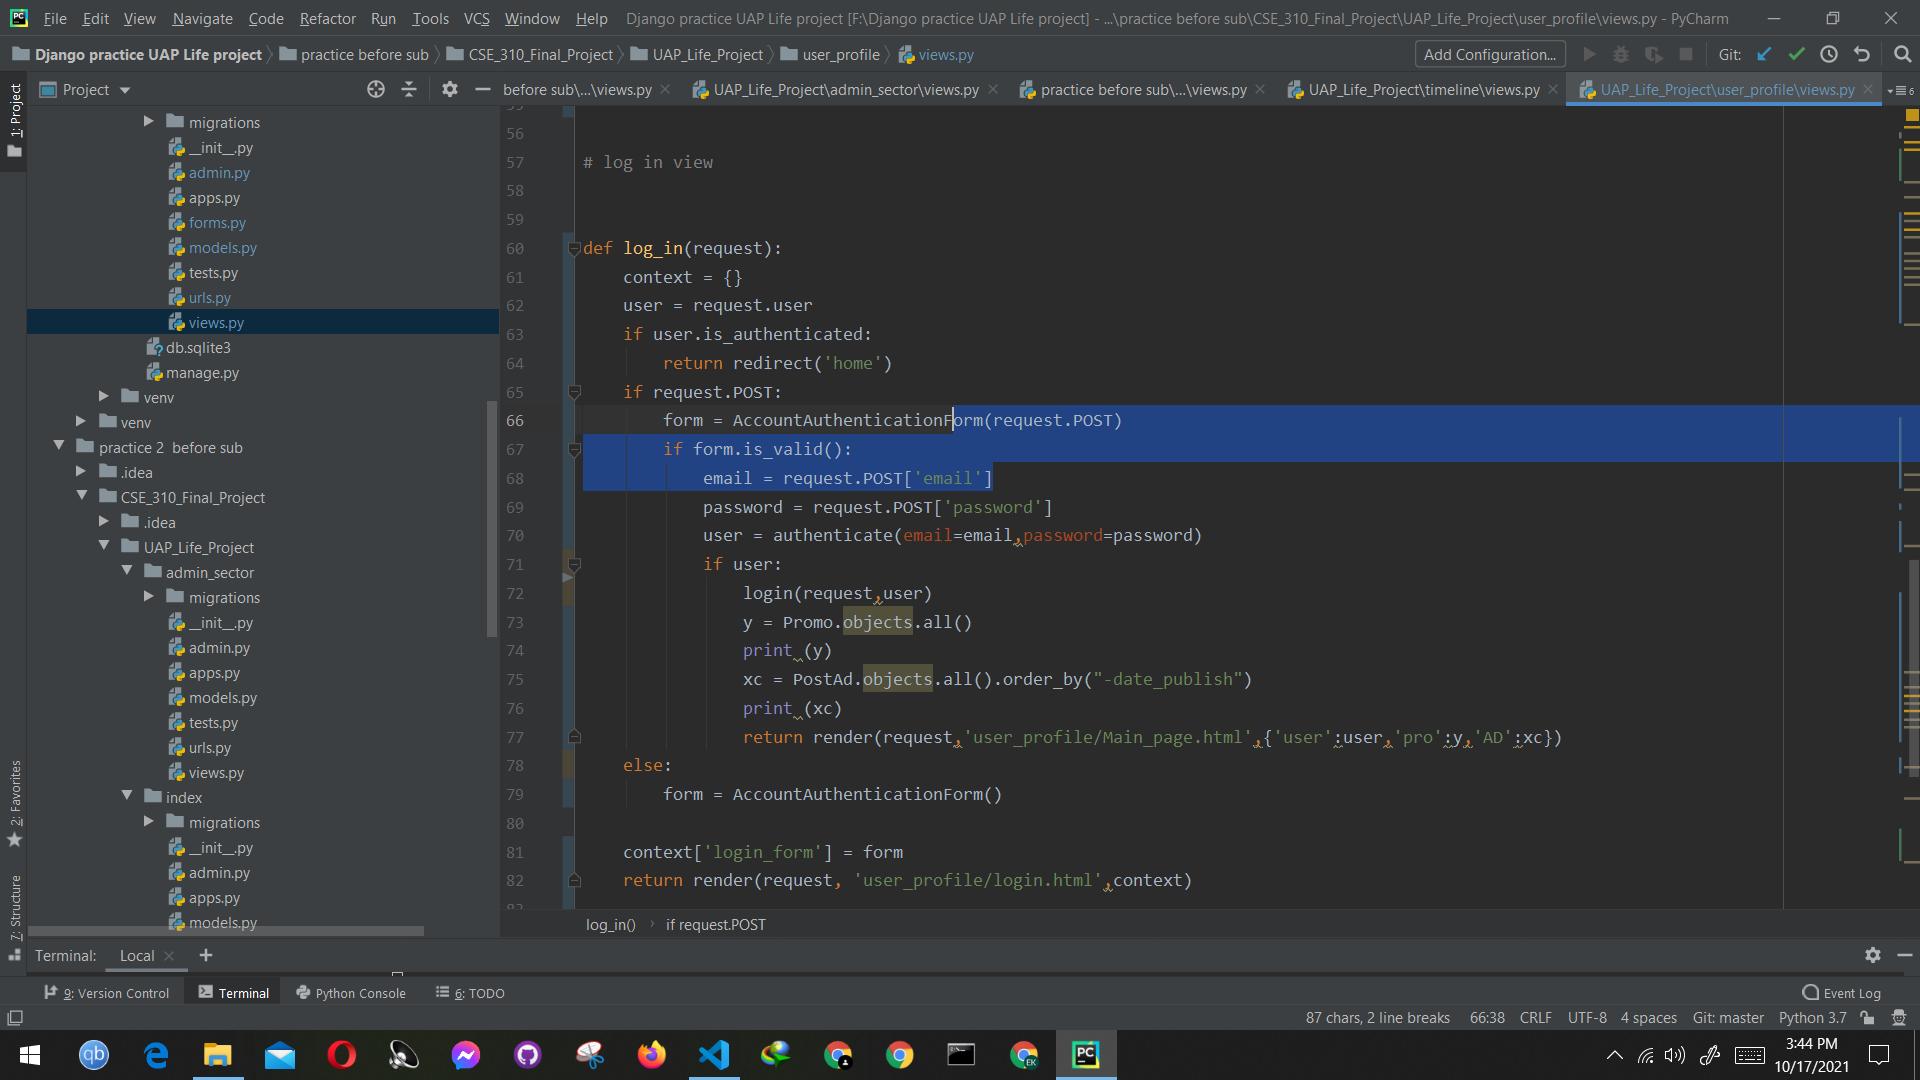 File Edit View Navigate Code Refactor Run Tools VCS Window Help Django practice UAP Life project [F:\Django practice UAP Life project] - ...\practice before sub\CSE_310_Final_Project\UAP_Life_Project\user_profile\views.py - PyCharm
Django practice UAP Life project practice before sub CSE_310_Final_Project UAP_Life_Project user_profile views.py Add Configuration... Git:
Project before sub\...\views.py UAP_Life_Project\admin_sector\views.py practice before sub\...\views.py UAP_Life_Project\timeline\views.py UAP_Life_Project\user_profile\views.py 6
1: Project
migrations
__init__.py
admin.py
apps.py
forms.py
models.py
tests.py
urls.py
views.py
db.sqlite3
manage.py
venv
venv
practice 2 before sub
.idea
CSE_310_Final_Project
.idea
UAP_Life_Project
admin_sector
migrations
__init__.py
admin.py
apps.py
models.py
tests.py
urls.py
views.py
index
migrations
__init__.py
admin.py
apps.py
models.py
2: Favorites
7: Structure
56
57 # log in view
58
59
60 def log_in(request):
61 context = {}
62 user = request.user
63 if user.is_authenticated:
64 return redirect('home')
65 if request.POST:
66 form = AccountAuthenticationForm(request.POST)
67 if form.is_valid():
68 email = request.POST['email']
69 password = request.POST['password']
70 user = authenticate(email=email,password=password)
71 if user:
72 login(request,user)
73 y = Promo.objects.all()
74 print (y)
75 xc = PostAd.objects.all().order_by("-date_publish")
76 print (xc)
77 return render(request,'user_profile/Main_page.html',{'user':user,'pro':y,'AD':xc})
78 else:
79 form = AccountAuthenticationForm()
80
81 context['login_form'] = form
82 return render(request, 'user_profile/login.html',context)
log_in() if request.POST
Terminal: Local
9: Version Control Terminal Python Console 6: TODO Event Log
87 chars, 2 line breaks 66:38 CRLF UTF-8 4 spaces Git: master Python 3.7
3:44 PM
10/17/2021